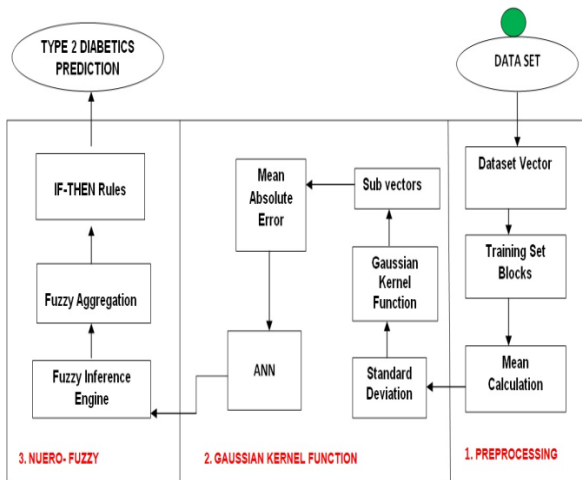 TYPE 2 DIABETICS
PREDICTION
DATA SET
Dataset Vector
Training Set
Blocks
Mean
Calculation
1. PREPROCESSING
Standard
Deviation
Gaussian
Kernel
Function
Sub vectors
Mean
Absolute
Error
ANN
2. GAUSSIAN KERNEL FUNCTION
Fuzzy Inference
Engine
Fuzzy Aggregation
IF-THEN Rules
3. NUERO- FUZZY